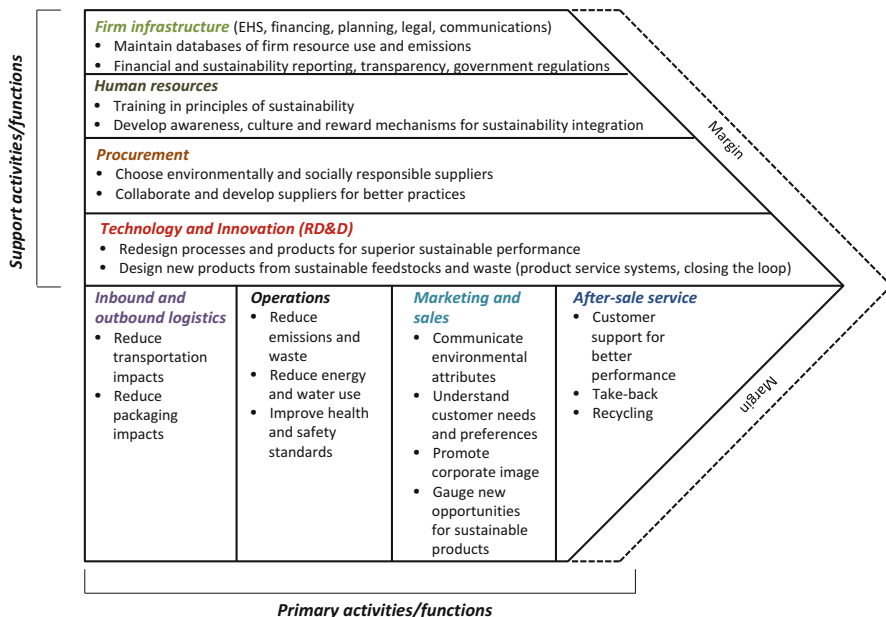 Support activities/functions
Firm infrastructure (EHS, financing, planning, legal, communications)
• Maintain databases of firm resource use and emissions
• Financial and sustainability reporting, transparency, government regulations
Human resources
• Training in principles of sustainability
• Develop awareness, culture and reward mechanisms for sustainability integration
Procurement
• Choose environmentally and socially responsible suppliers
• Collaborate and develop suppliers for better practices
Technology and Innovation (RD&D)
• Redesign processes and products for superior sustainable performance
• Design new products from sustainable feedstocks and waste (product service systems, closing the loop)
Margin
Inbound and
outbound logistics
• Reduce
transportation
impacts
• Reduce
packaging
impacts
Operations
• Reduce
emissions and
waste
• Reduce energy
and water use
• Improve health
and safety
standards
Marketing and
sales
• Communicate
environmental
attributes
• Understand
customer needs
and preferences
• Promote
corporate image
• Gauge new
opportunities
for sustainable
products
After-sale service
• Customer
support for
better
performance
• Take-back
• Recycling
Margin
Primary activities/functions